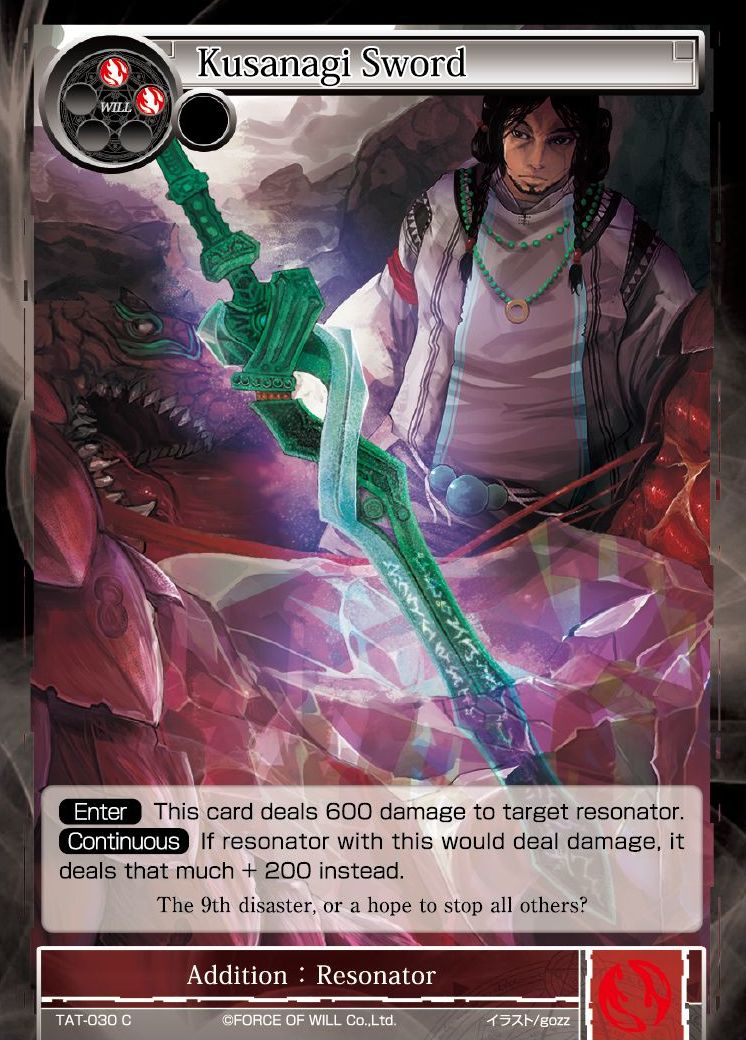 Kusanagi Sword
WILL
8
Enter This card deals 600 damage to target resonator.
Continuous If resonator with this would deal damage, it
deals that much + 200 instead.
The 9th disaster, or a hope to stop all others?
Addition : Resonator
TAT-030 C ©FORCE OF WILL Co.,Ltd. イラスト/gozz